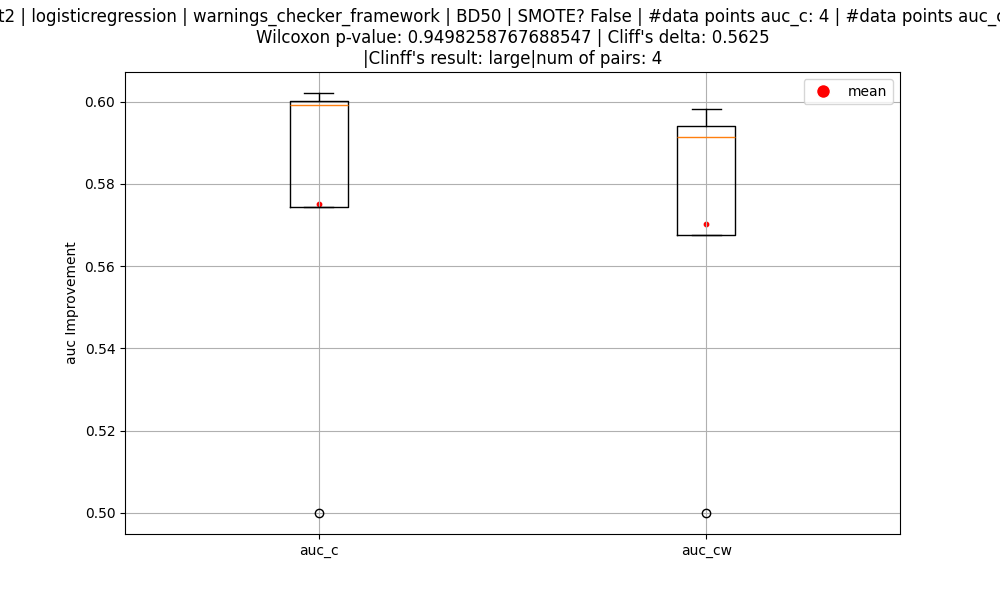 t2 | logisticregression | warnings_checker_framework | BD50 | SMOTE? False | #data points auc_c: 4 | #data points auc_c
Wilcoxon p-value: 0.9498258767688547 | Cliff's delta: 0.5625
|Clinff's result: large|num of pairs: 4
mean
0.60
0.58
0.56
0.54
0.52
0.50
auc Improvement
auc_c
auc_cw